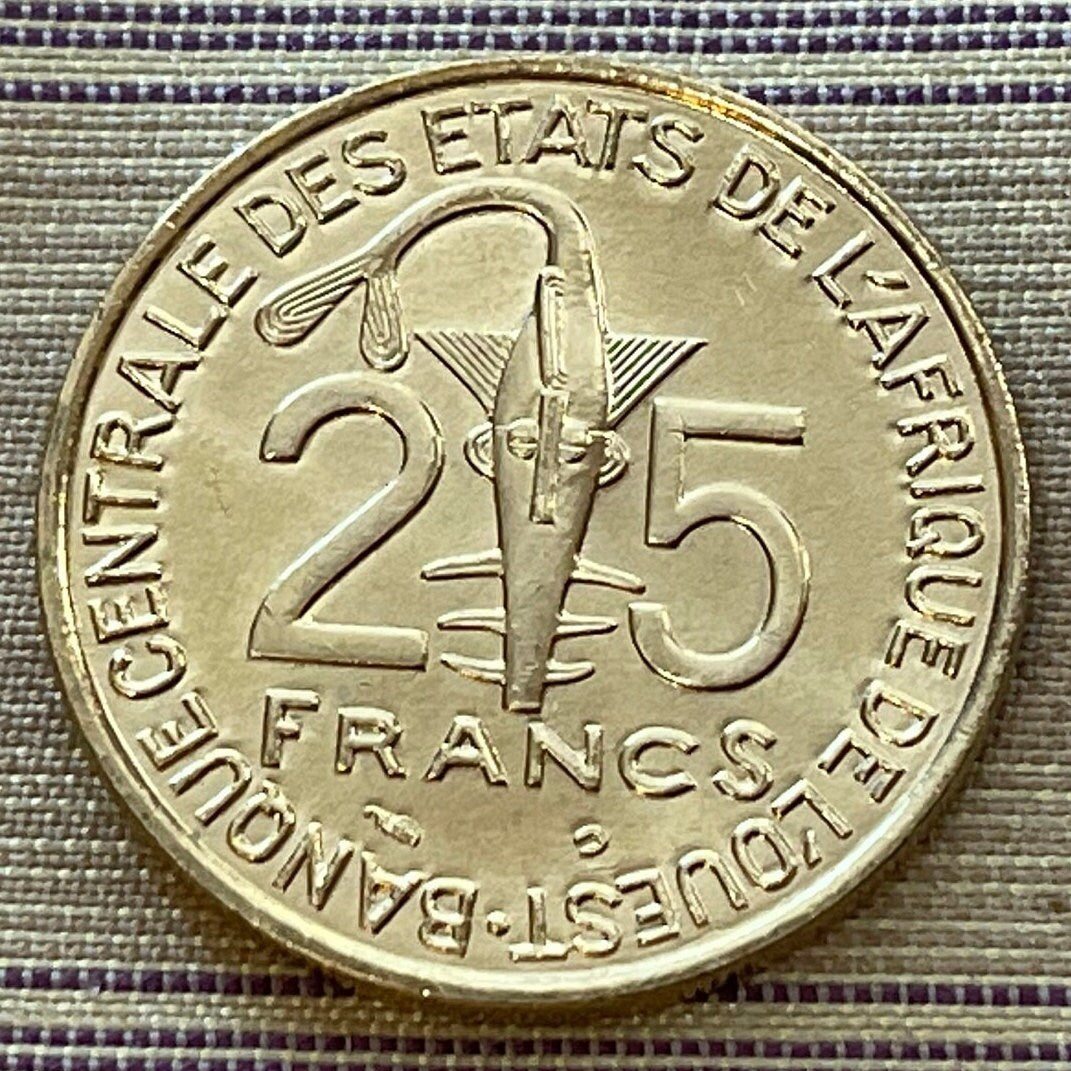 BANQUE CENTRALE DES ETATS DE L'AFRIQUE DE L'OUEST ·
25
FRANCS